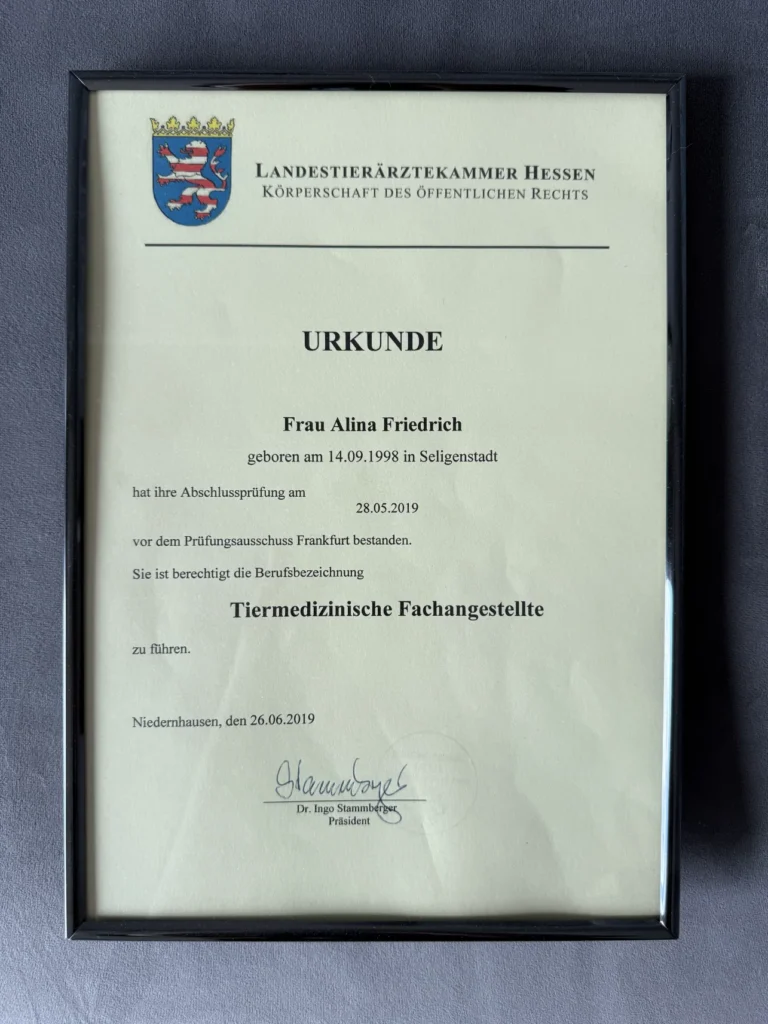 LANDESTIERÄRZTEKAMMER HESSEN
KÖRPERSCHAFT DES ÖFFENTLICHEN RECHTS
URKUNDE
Frau Alina Friedrich
geboren am 14.09.1998 in Seligenstadt
hat ihre Abschlussprüfung am
28.05.2019
vor dem Prüfungsausschuss Frankfurt bestanden.
Sie ist berechtigt die Berufsbezeichnung
Tiermedizinische Fachangestellte
zu führen.
Niedernhausen, den 26.06.2019
Stammberger
Dr. Ingo Stammberger
Präsident